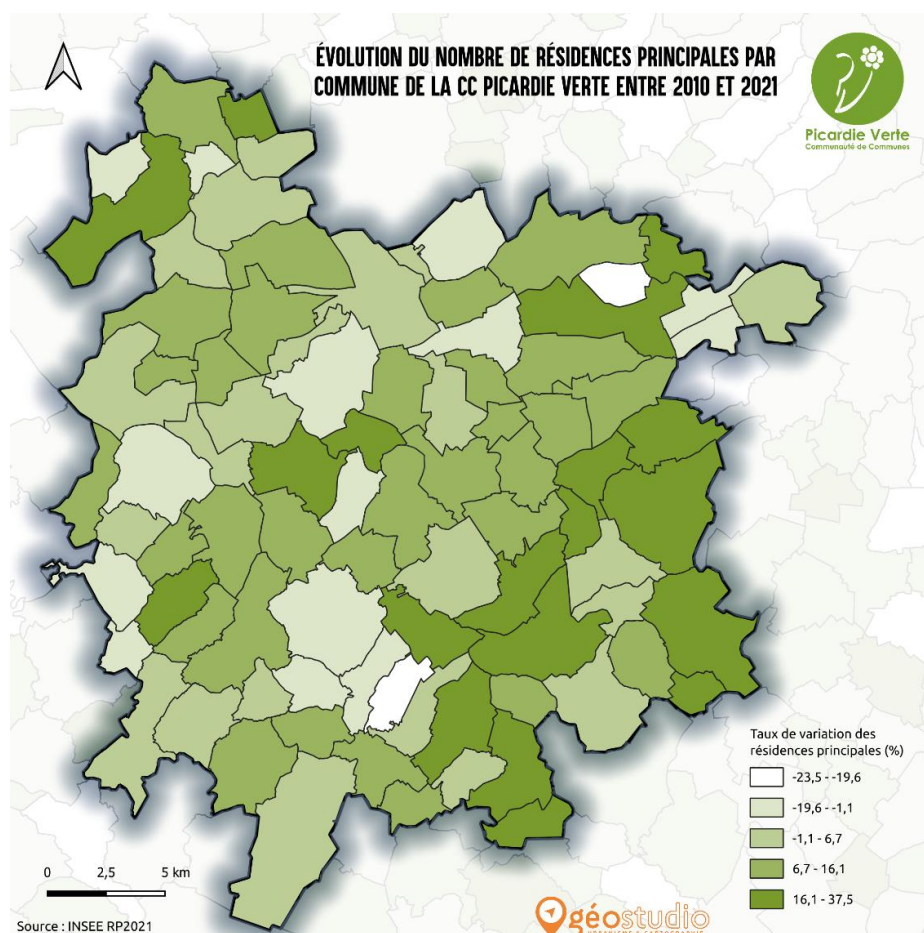 ÉVOLUTION DU NOMBRE DE RÉSIDENCES PRINCIPALES PAR
COMMUNE DE LA CC PICARDIE VERTE ENTRE 2010 ET 2021
Picardie Verte
Communauté de Communes
Taux de variation des
résidences principales (%)
-23,5 - -19,6
-19,6 - -1,1
-1,1 - 6,7
6,7 - 16,1
16,1 - 37,5
0 2,5 5 km
Source : INSEE RP2021
géostudio
URBANISME & CARTOGRAPHIE